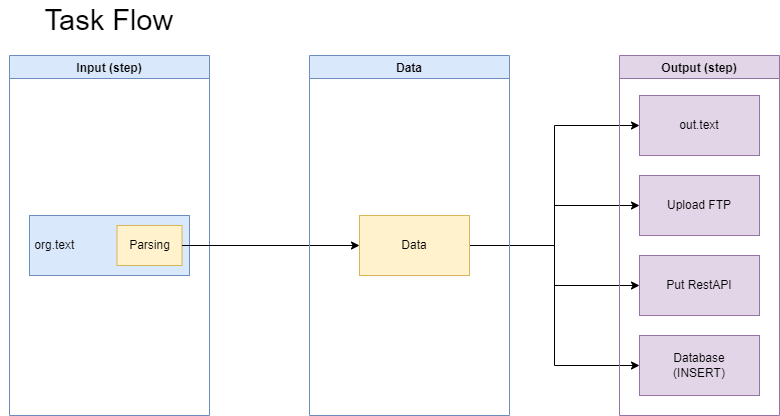 Task Flow
Input (step)
Data
Output (step)
org.text
Parsing
Data
out.text
Upload FTP
Put RestAPI
Database
(INSERT)